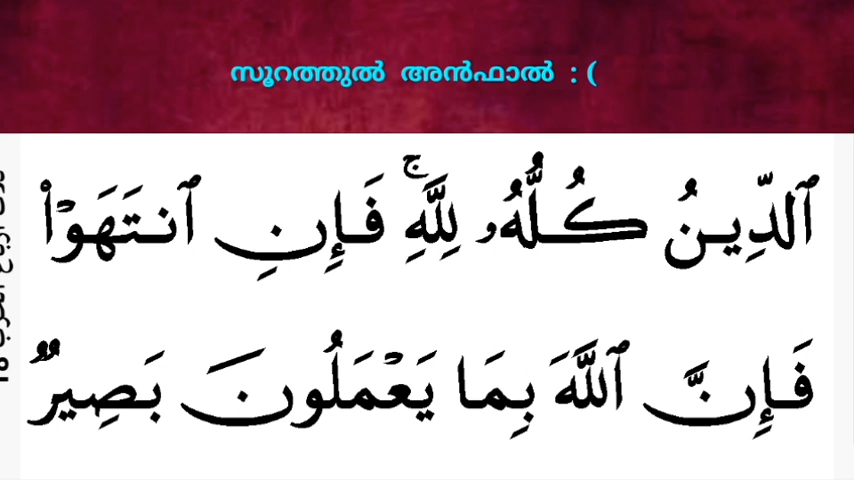 സൂറത്തുൽ അൻഫാൽ : (
ٱلدِّينُ كُلُّهُۥ لِلَّهِۚ فَإِنِ ٱنتَهَوۡاْ
فَإِنَّ ٱللَّهَ بِمَا يَعۡمَلُونَ بَصِيرٞ